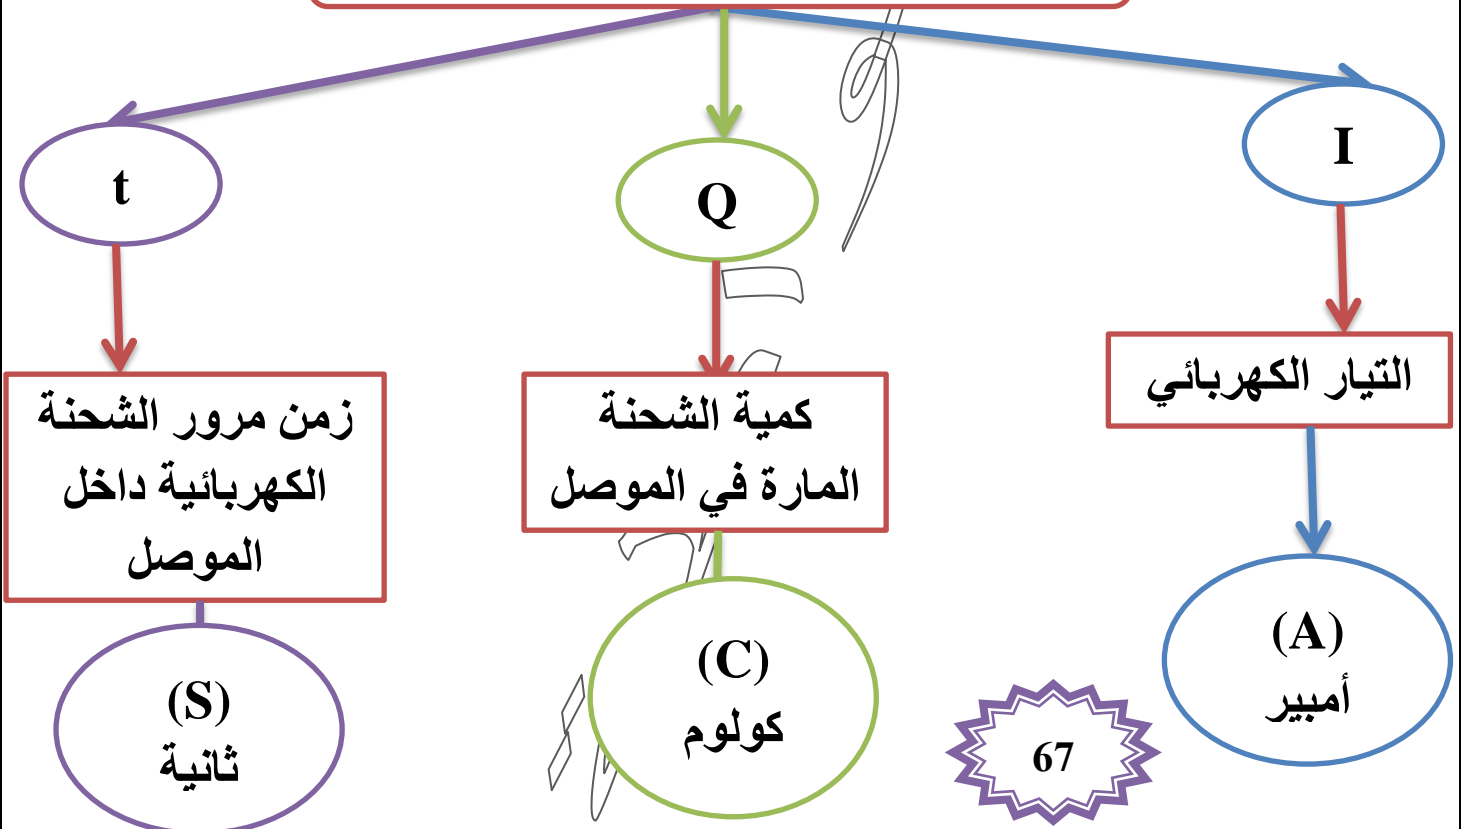 I
Q
t
التيار الكهربائي
كمية الشحنة
المارة في الموصل
زمن مرور الشحنة
الكهربائية داخل
الموصل
(A)
أمبير
(C)
كولوم
(S)
ثانية
67